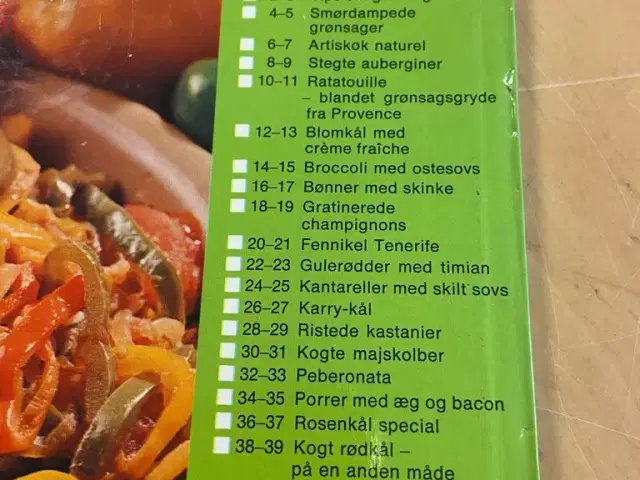 4–5 Smørdampede
grønsager
6–7 Artiskok naturel
8–9 Stegte auberginer
10–11 Ratatouille
– blandet grønsagsgryde
fra Provence
12–13 Blomkål med
crème fraîche
14–15 Broccoli med ostesovs
16–17 Bønner med skinke
18–19 Gratinerede
champignons
20–21 Fennikel Tenerife
22–23 Gulerødder med timian
24–25 Kantareller med skilt sovs
26–27 Karry-kål
28–29 Ristede kastanier
30–31 Kogte majskolber
32–33 Peberonata
34–35 Porrer med æg og bacon
36–37 Rosenkål special
38–39 Kogt rødkål –
på en anden måde